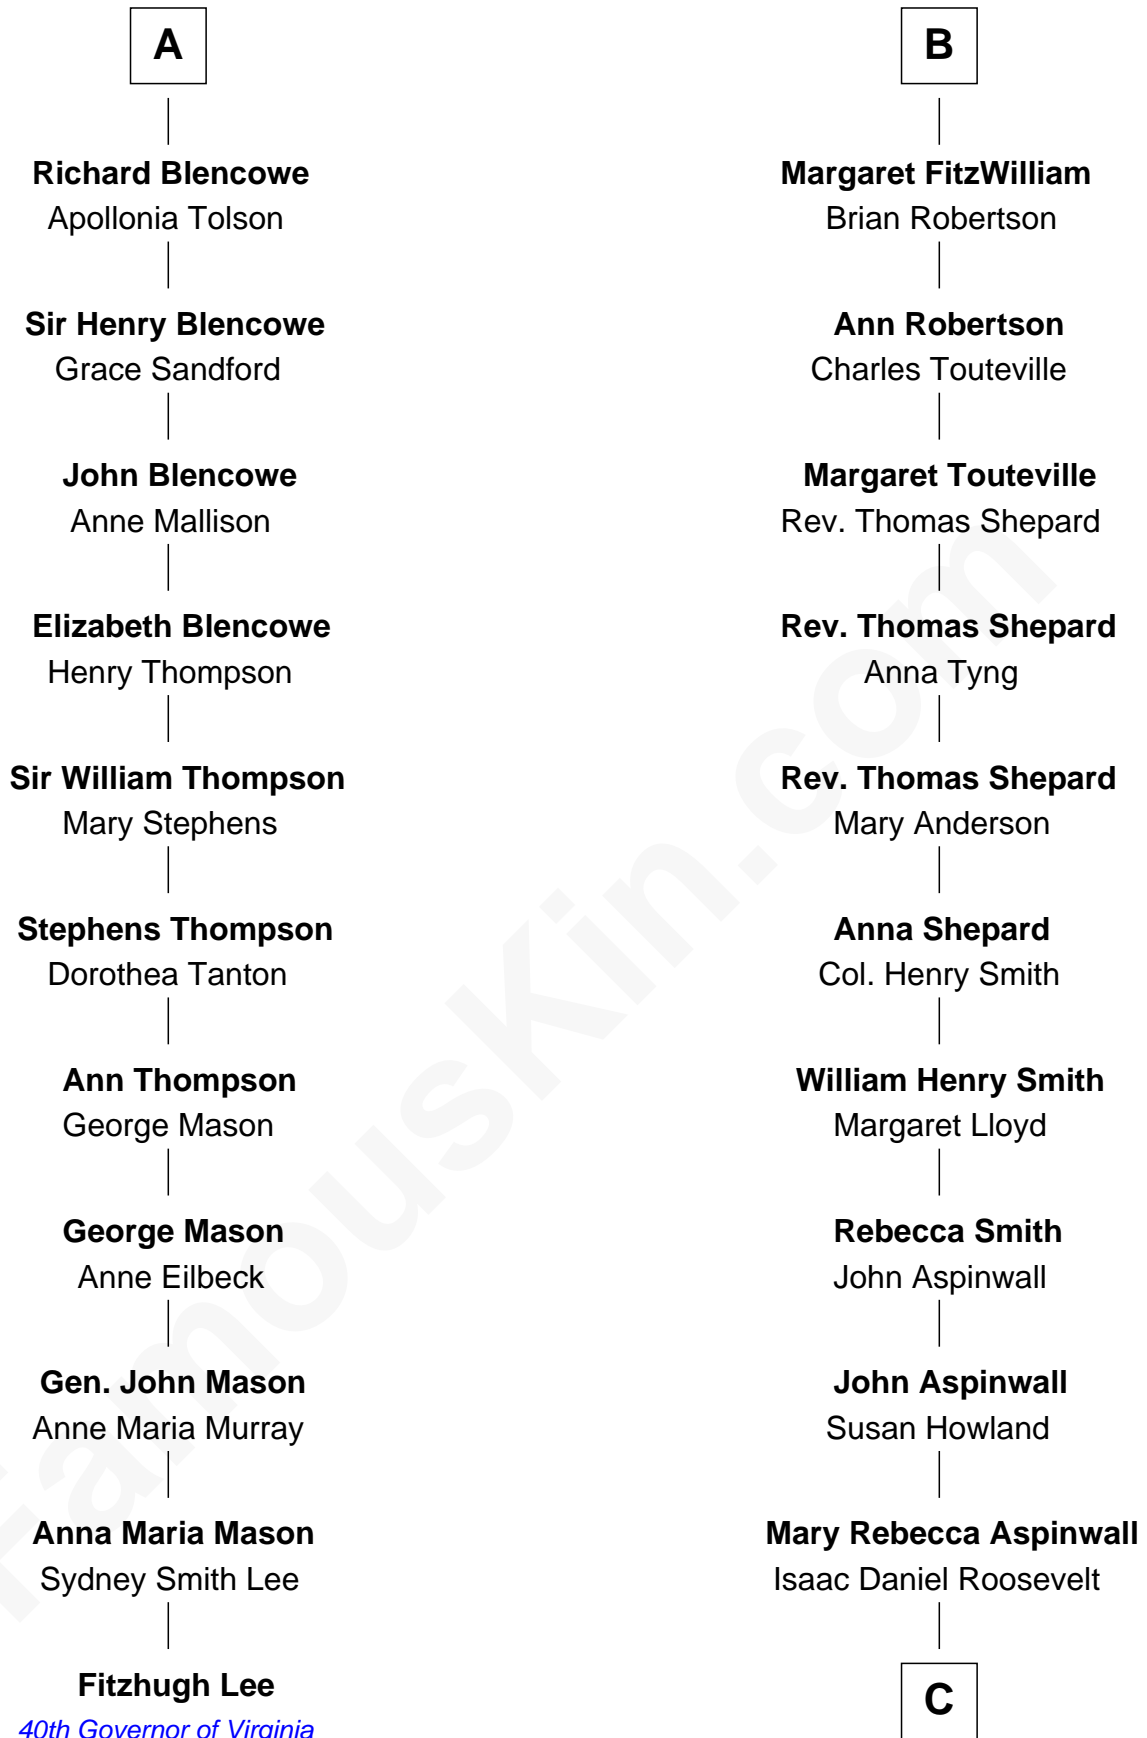 A
Richard Blencowe
Apollonia Tolson
Sir Henry Blencowe
Grace Sandford
John Blencowe
Anne Mallison
Elizabeth Blencowe
Henry Thompson
Sir William Thompson
Mary Stephens
Stephens Thompson
Dorothea Tanton
Ann Thompson
George Mason
George Mason
Anne Eilbeck
Gen. John Mason
Anne Maria Murray
Anna Maria Mason
Sydney Smith Lee
Fitzhugh Lee
40th Governor of Virginia
B
Margaret FitzWilliam
Brian Robertson
Ann Robertson
Charles Touteville
Margaret Touteville
Rev. Thomas Shepard
Rev. Thomas Shepard
Anna Tyng
Rev. Thomas Shepard
Mary Anderson
Anna Shepard
Col. Henry Smith
William Henry Smith
Margaret Lloyd
Rebecca Smith
John Aspinwall
John Aspinwall
Susan Howland
Mary Rebecca Aspinwall
Isaac Daniel Roosevelt
C
FamousKin.com